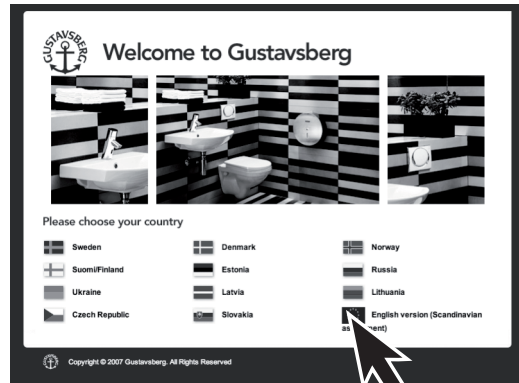 GUSTAVSBERG
Welcome to Gustavsberg
Please choose your country
Sweden
Denmark
Norway
Suomi/Finland
Estonia
Russia
Ukraine
Latvia
Lithuania
Czech Republic
Slovakia
English version (Scandinavian
Copyright © 2007 Gustavsberg. All Rights Reserved